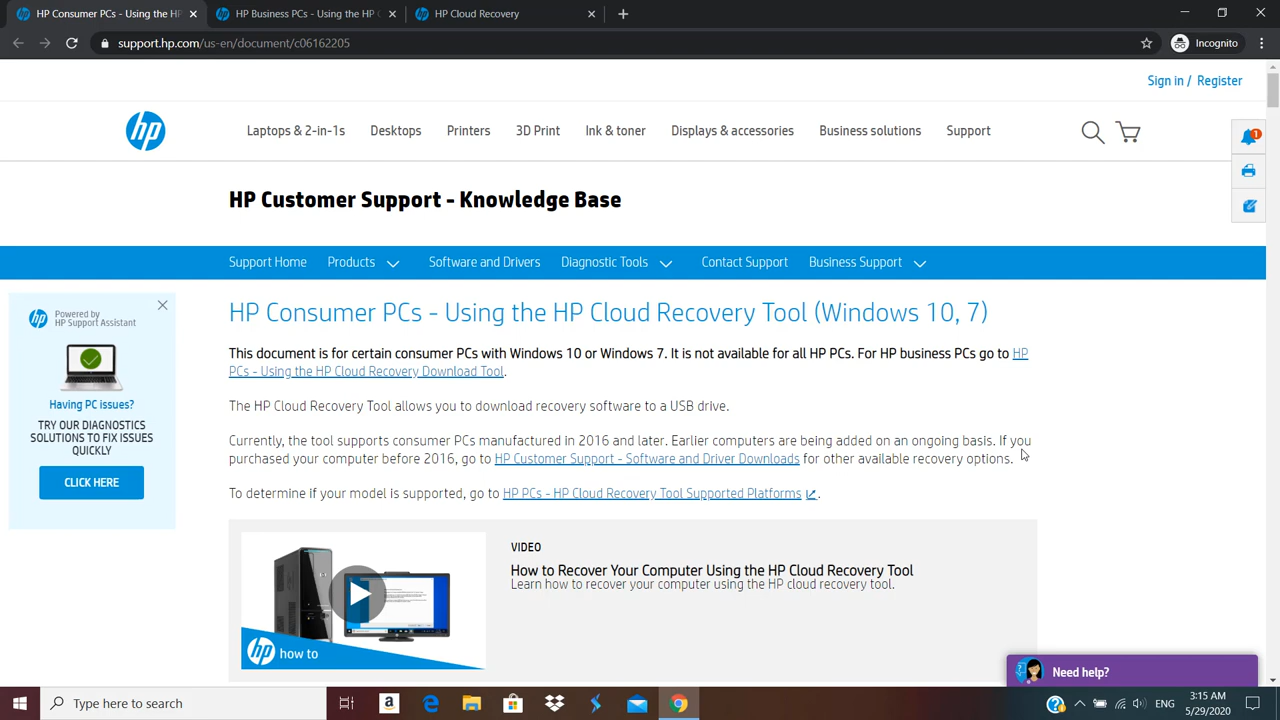 HP Consumer PCs - Using the HP
HP Business PCs - Using the HP C
HP Cloud Recovery
support.hp.com/us-en/document/c06162205
Incognito
Sign in / Register
hp
Laptops & 2-in-1s Desktops Printers 3D Print Ink & toner Displays & accessories Business solutions Support
1
HP Customer Support - Knowledge Base
Support Home Products Software and Drivers Diagnostic Tools Contact Support Business Support
hp
Powered by
HP Support Assistant
Having PC issues?
TRY OUR DIAGNOSTICS
SOLUTIONS TO FIX ISSUES
QUICKLY
CLICK HERE
HP Consumer PCs - Using the HP Cloud Recovery Tool (Windows 10, 7)
This document is for certain consumer PCs with Windows 10 or Windows 7. It is not available for all HP PCs. For HP business PCs go to HP
PCs - Using the HP Cloud Recovery Download Tool.
The HP Cloud Recovery Tool allows you to download recovery software to a USB drive.
Currently, the tool supports consumer PCs manufactured in 2016 and later. Earlier computers are being added on an ongoing basis. If you
purchased your computer before 2016, go to HP Customer Support - Software and Driver Downloads for other available recovery options.
To determine if your model is supported, go to HP PCs - HP Cloud Recovery Tool Supported Platforms.
hp how to
VIDEO
How to Recover Your Computer Using the HP Cloud Recovery Tool
Learn how to recover your computer using the HP cloud recovery tool.
Need help?
Type here to search
a
ENG
3:15 AM
5/29/2020